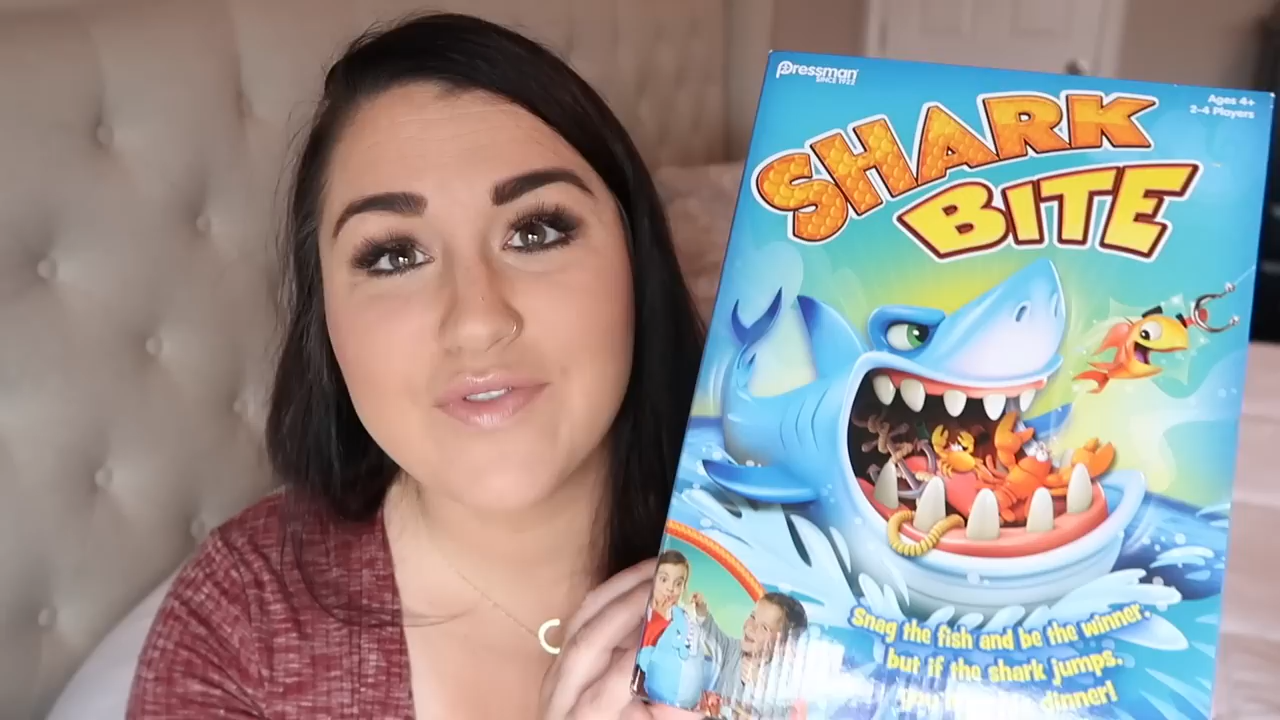 Pressman
SINCE 1922
Ages 4+
2-4 Players
SHARK
BITE
Snag the fish and be the winner,
but if the shark jumps,
you dinner!